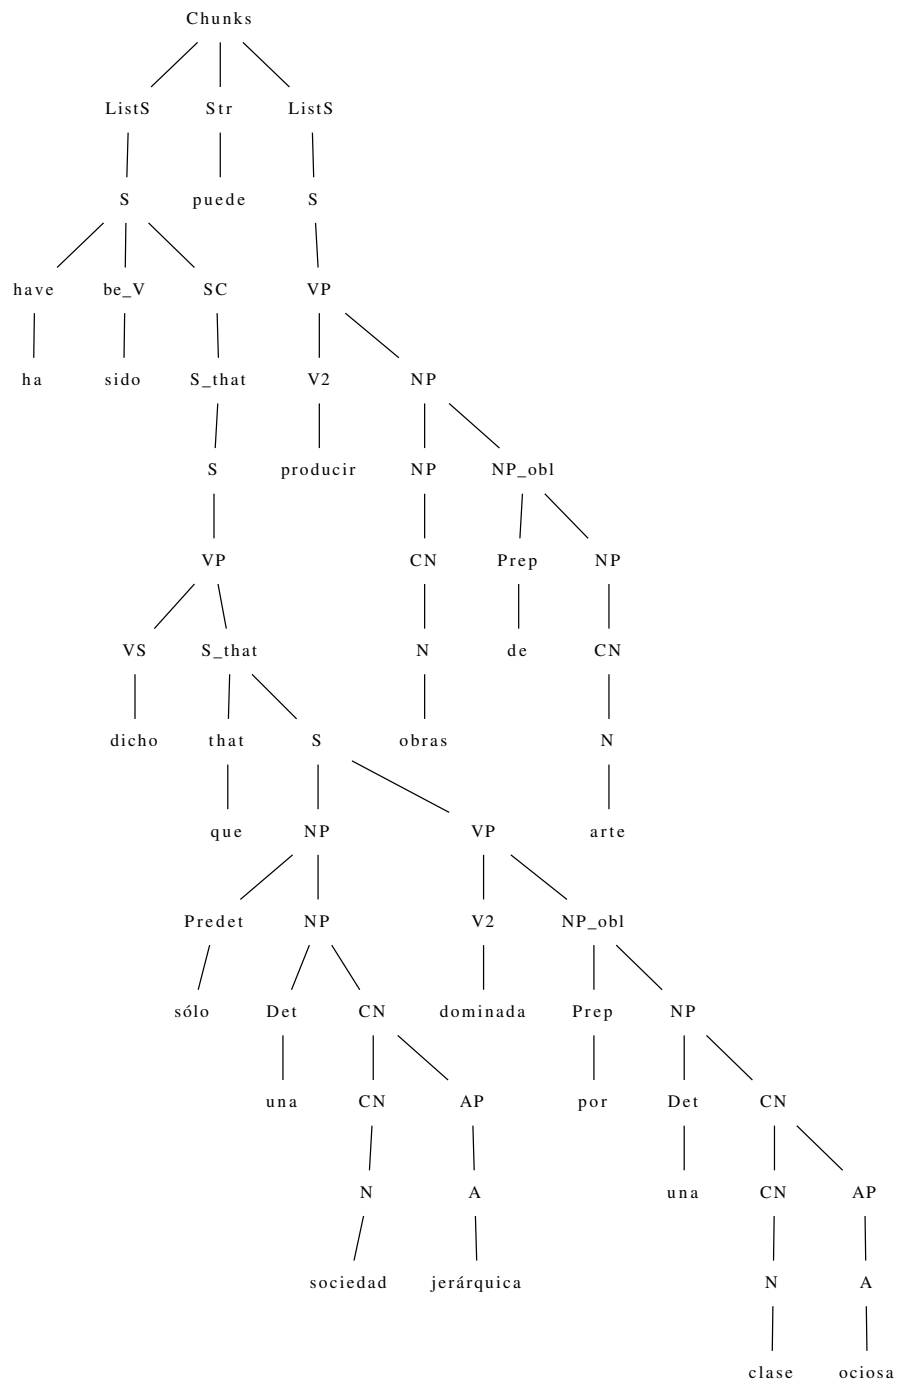 Chunks
ListS Str ListS
S puede S
have be_V SC VP
ha sido S_that V2 NP
S producir NP NP_obl
VP CN Prep NP
VS S_that N de CN
dicho that S obras N
que NP VP arte
Predet NP V2 NP_obl
sólo Det CN dominada Prep NP
una CN AP por Det CN
N A una CN AP
sociedad jerárquica N A
clase ociosa